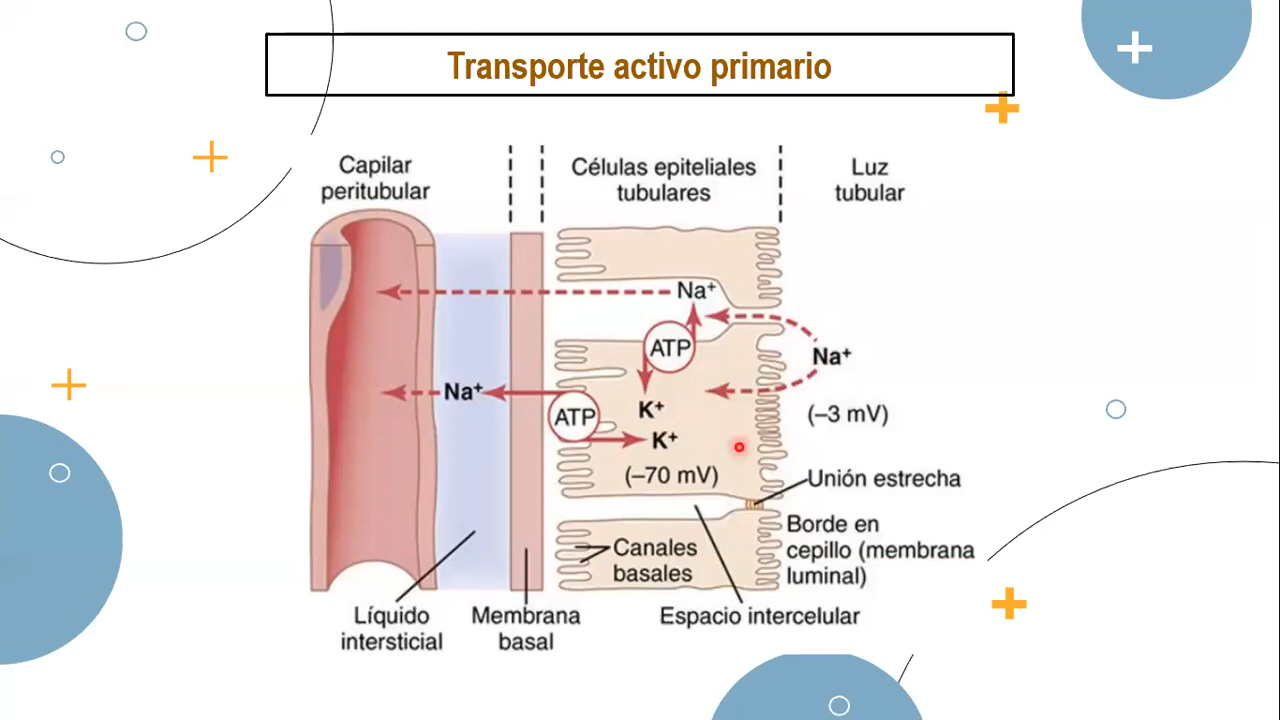 Transporte activo primario
Capilar
peritubular
Células epiteliales
tubulares
Luz
tubular
Na⁺
ATP
Na⁺
Na⁺
K⁺
ATP
K⁺
(–3 mV)
(–70 mV)
Unión estrecha
Canales
basales
Borde en
cepillo (membrana
luminal)
Líquido
intersticial
Membrana
basal
Espacio intercelular